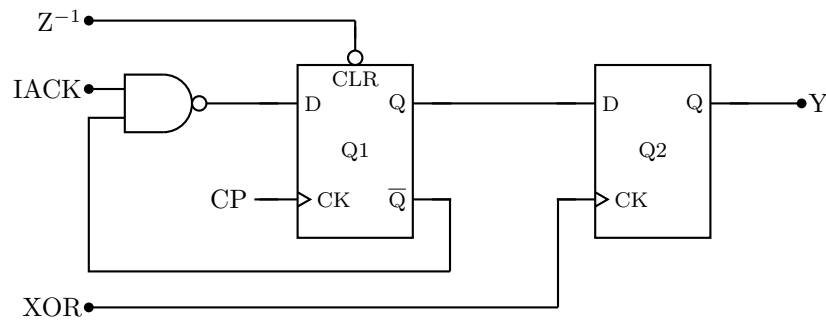 Z⁻¹
CLR
IACK
D Q
Q1
CP CK Q̅
D Q
Q2
CK
Y
XOR